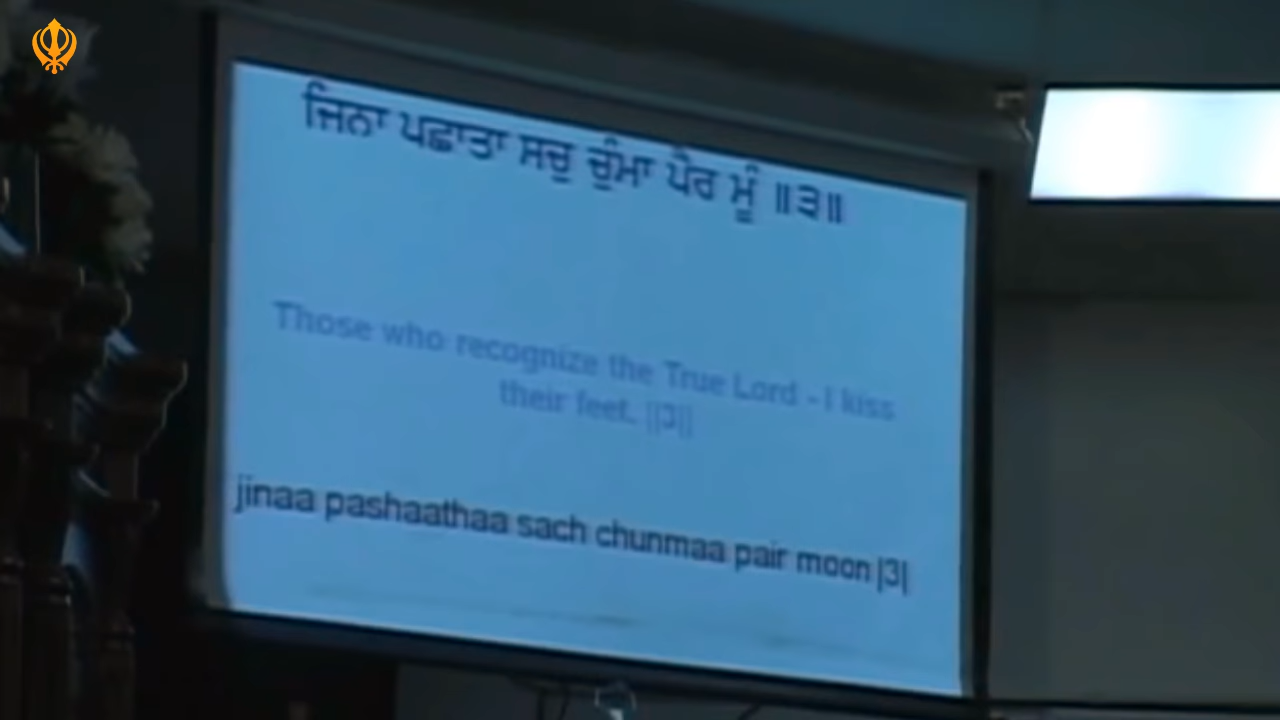 ਜਿਨਾ ਪਛਾਤਾ ਸਚੁ ਚੁੰਮਾ ਪੈਰ ਮੂੰ ॥੩॥
Those who recognize the True Lord - I kiss
their feet. ||3||
jinaa pashaathaa sach chunmaa pair moon |3|